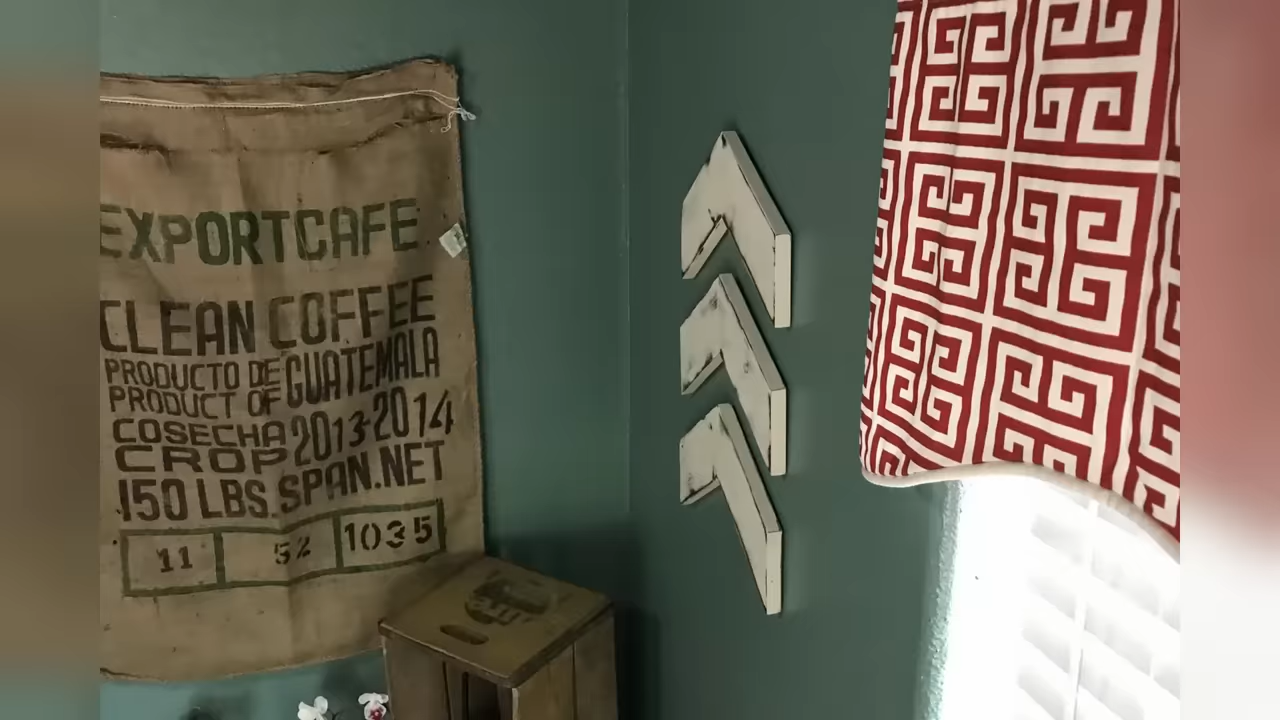 EXPORTCAFE
CLEAN COFFEE
PRODUCTO DE GUATEMALA
PRODUCT OF
COSECHA 2013-2014
CROP
150 LBS. SPAN. NET
11 52 1035